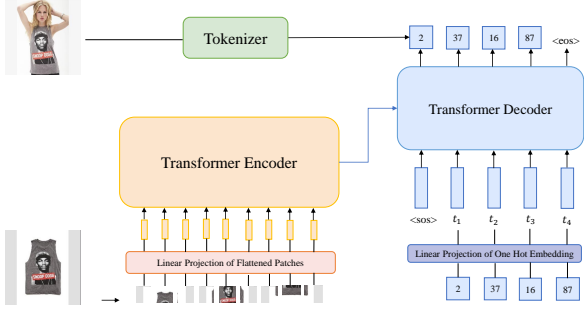 Tokenizer
2 37 16 87 <eos>
Transformer Decoder
Transformer Encoder
<sos> t₁ t₂ t₃ t₄
Linear Projection of Flattened Patches
Linear Projection of One Hot Embedding
2 37 16 87